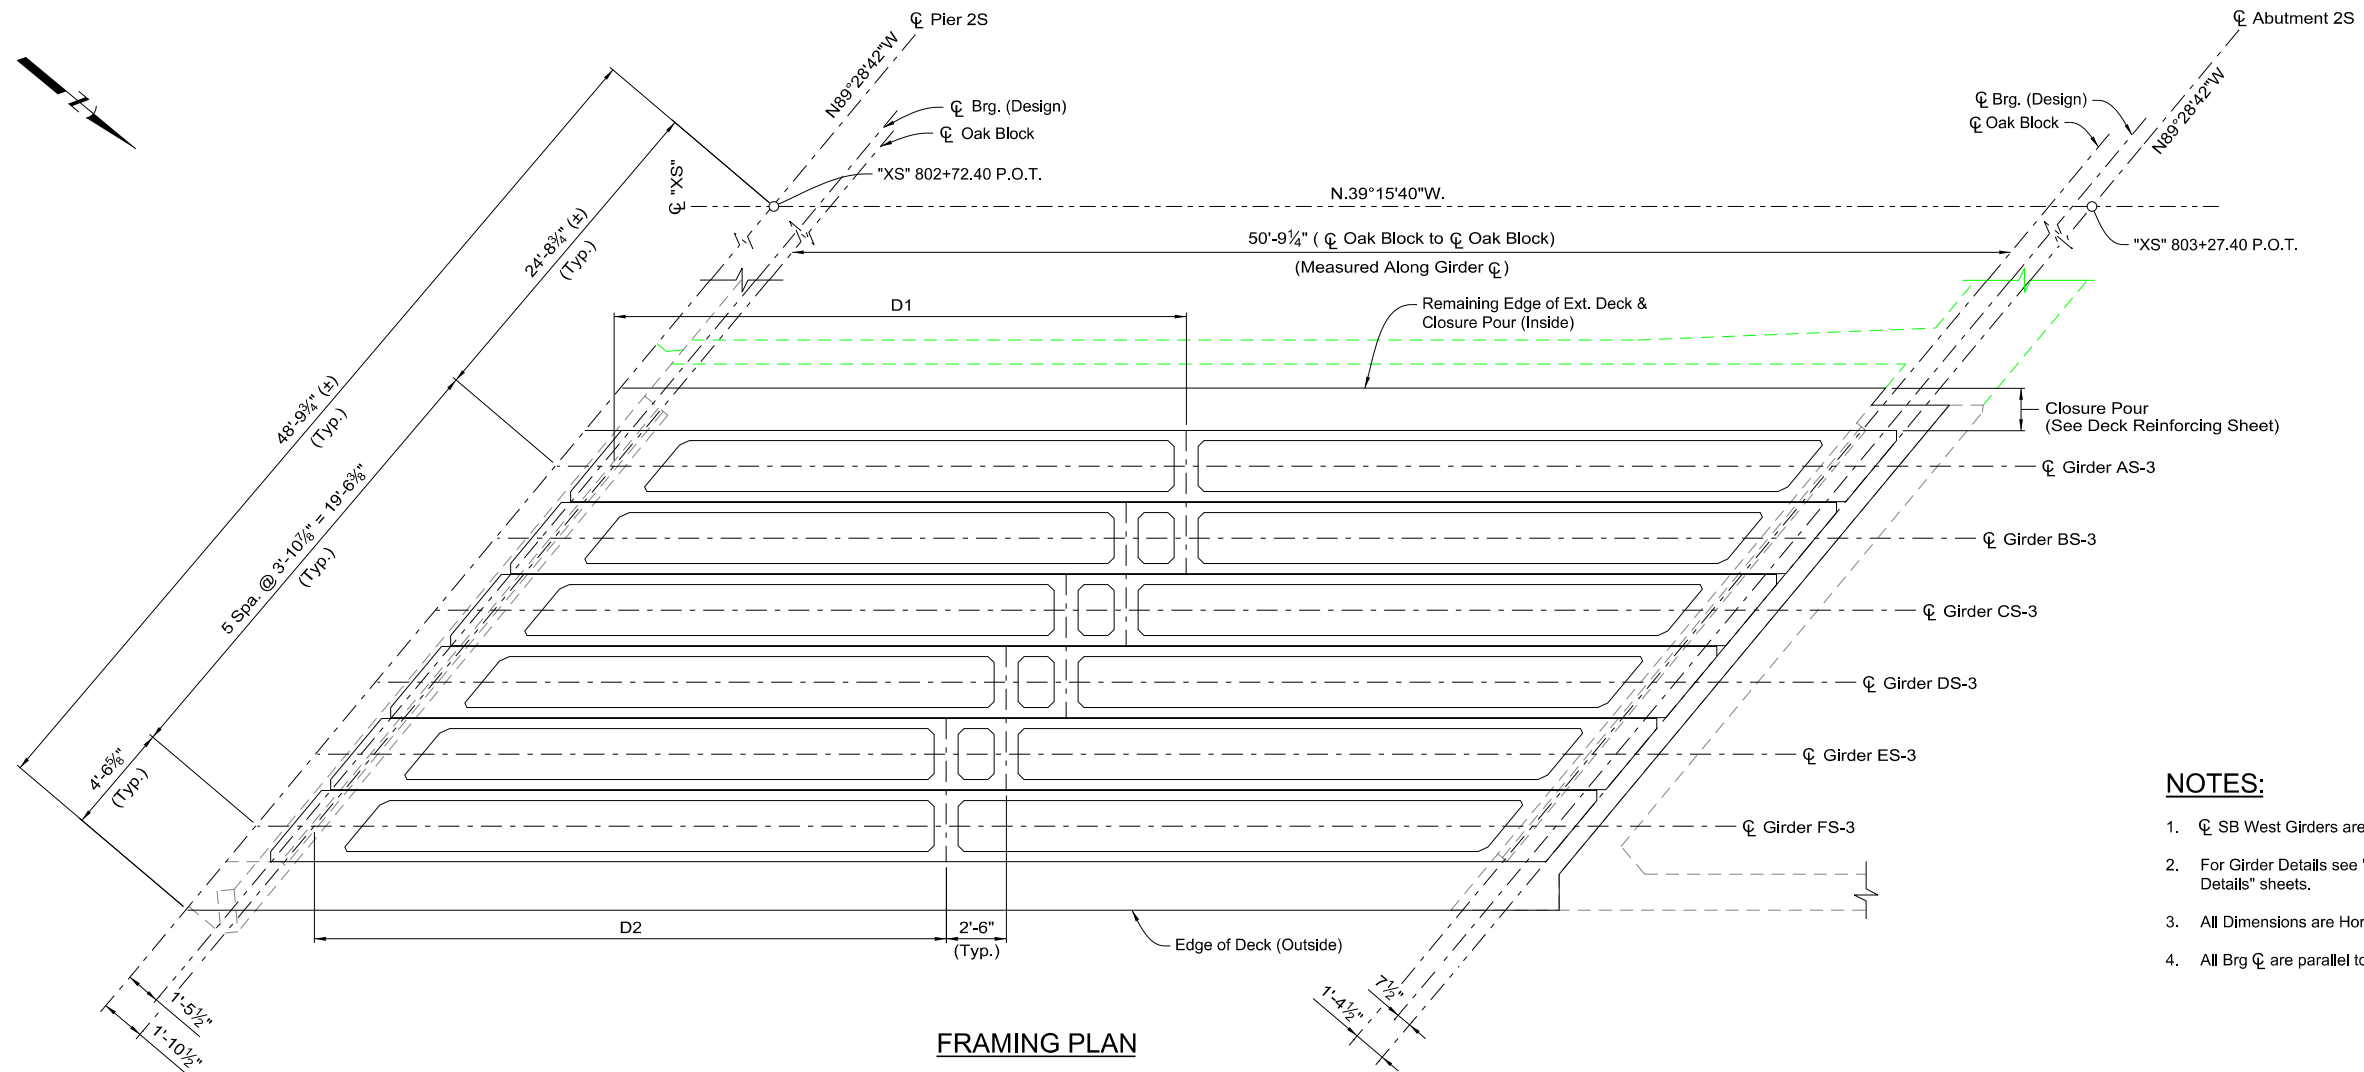 ℄ Pier 2S
℄ Abutment 2S
N89°28'42"W
N89°28'42"W
Z
℄ Brg. (Design)
℄ Oak Block
℄ Brg. (Design)
℄ Oak Block
"XS" 802+72.40 P.O.T.
℄ "XS"
N.39°15'40"W.
24'-8¾" (±)
(Typ.)
50'-9¼" ( ℄ Oak Block to ℄ Oak Block)
(Measured Along Girder ℄ )
"XS" 803+27.40 P.O.T.
D1
Remaining Edge of Ext. Deck &
Closure Pour (Inside)
48'-9¾" (±)
(Typ.)
Closure Pour
(See Deck Reinforcing Sheet)
℄ Girder AS-3
5 Spa. @ 3'-10⅞" = 19'-6⅜"
(Typ.)
℄ Girder BS-3
℄ Girder CS-3
℄ Girder DS-3
℄ Girder ES-3
4'-6⅝"
(Typ.)
℄ Girder FS-3
NOTES:
1. ℄ SB West Girders are
2. For Girder Details see "
Details" sheets.
3. All Dimensions are Hor
4. All Brg ℄ are parallel to
D2
2'-6"
(Typ.)
Edge of Deck (Outside)
1'-5½"
1'-10½"
7½"
1'-4½"
FRAMING PLAN